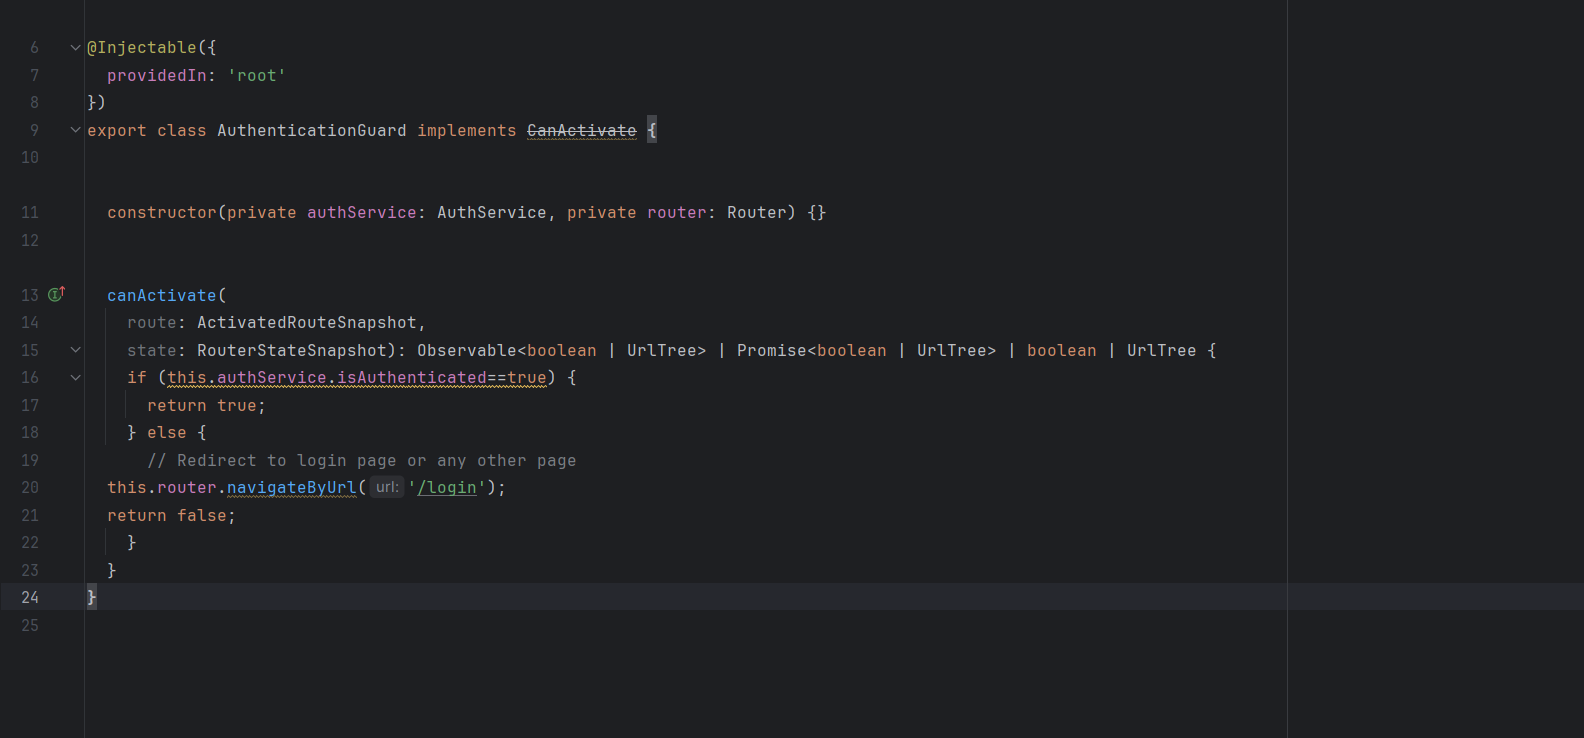 6 @Injectable({
7 providedIn: 'root'
8 })
9 export class AuthenticationGuard implements CanActivate {
10
11 constructor(private authService: AuthService, private router: Router) {}
12
13 canActivate(
14 route: ActivatedRouteSnapshot,
15 state: RouterStateSnapshot): Observable<boolean | UrlTree> | Promise<boolean | UrlTree> | boolean | UrlTree {
16 if (this.authService.isAuthenticated==true) {
17 return true;
18 } else {
19 // Redirect to login page or any other page
20 this.router.navigateByUrl( url: '/login');
21 return false;
22 }
23 }
24 }
25